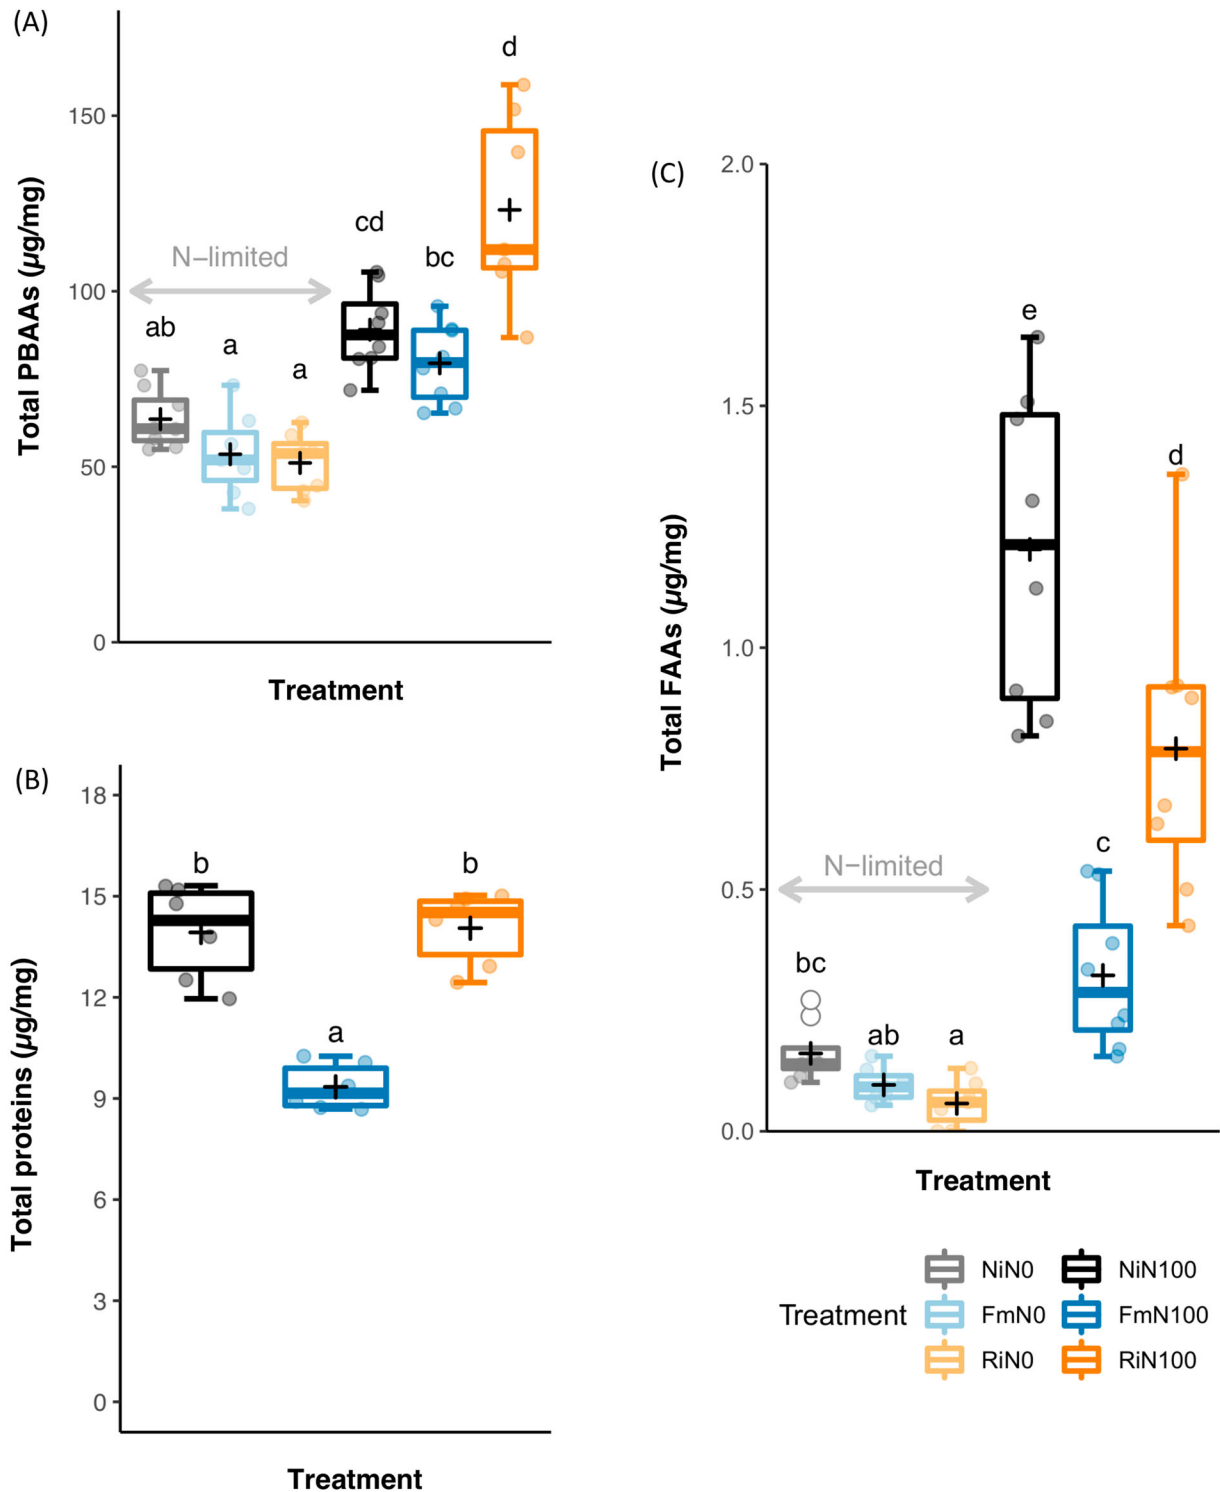 (A)
Total PBAAs (µg/mg)
150
100
50
0
N−limited
ab
a
a
cd
bc
d
Treatment
(B)
Total proteins (µg/mg)
18
15
12
9
6
3
0
b
a
b
Treatment
(C)
Total FAAs (µg/mg)
2.0
1.5
1.0
0.5
0.0
N−limited
bc
ab
a
e
c
d
Treatment
Treatment
NiN0
NiN100
FmN0
FmN100
RiN0
RiN100